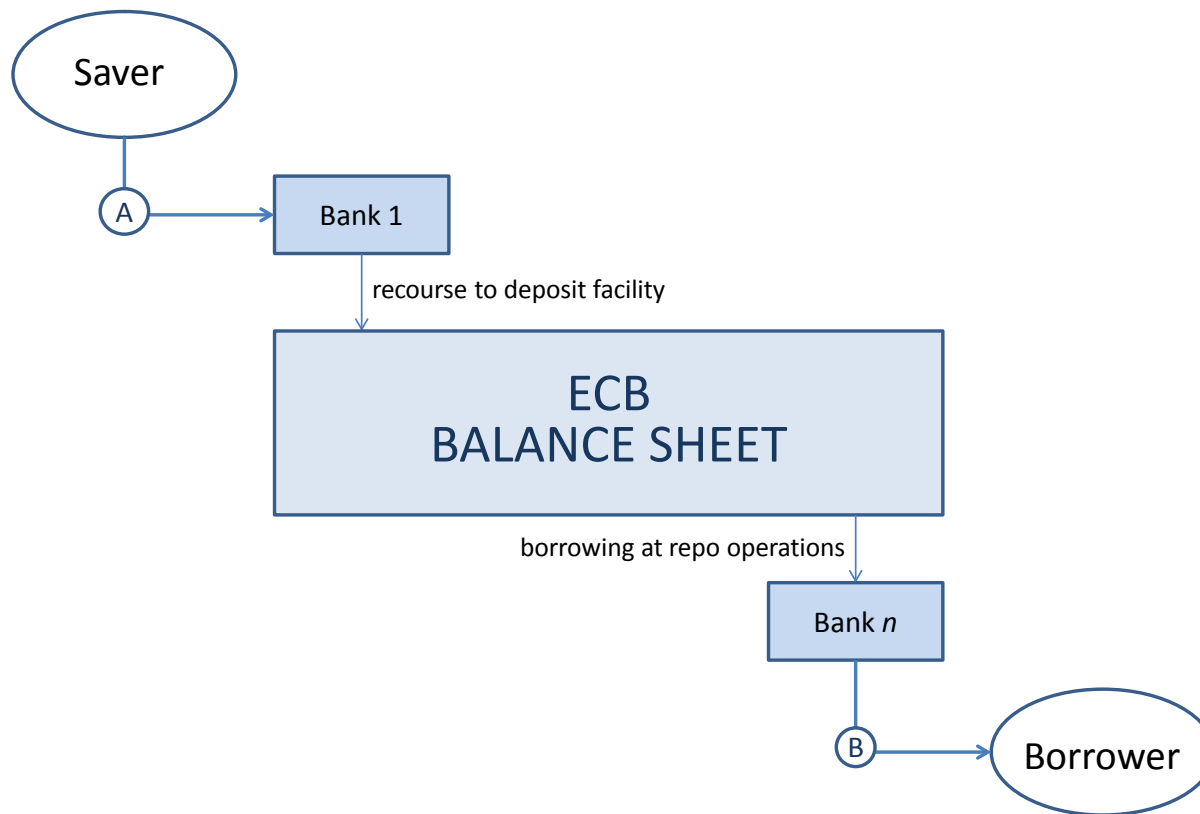 Saver
A
Bank 1
recourse to deposit facility
ECB
BALANCE SHEET
borrowing at repo operations
Bank n
B
Borrower